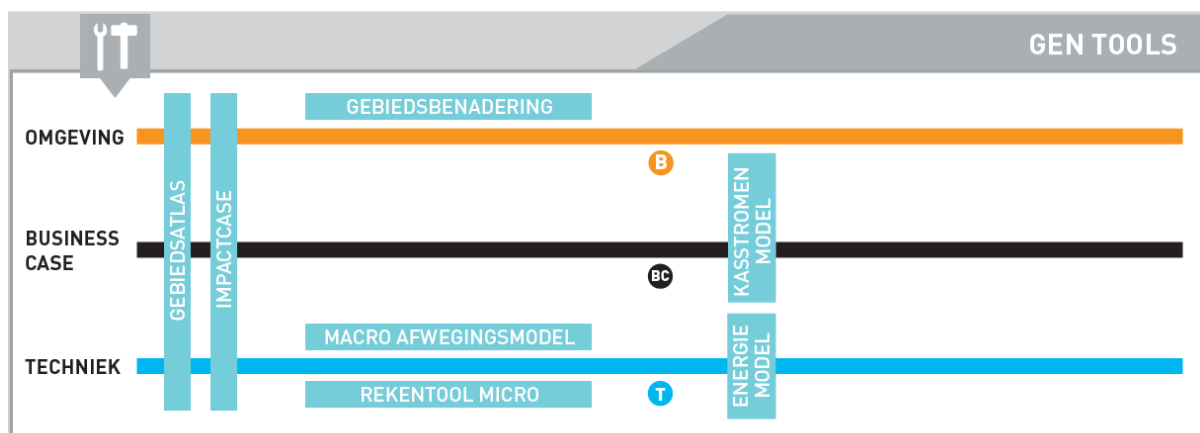 GEN TOOLS
GEBIEDSBENADERING
OMGEVING
B
GEBIEDSATLAS
IMPACTCASE
KASSTROMEN
MODEL
BUSINESS
CASE
BC
MACRO AFWEGINGSMODEL
ENERGIE
MODEL
TECHNIEK
REKENTOOL MICRO
T